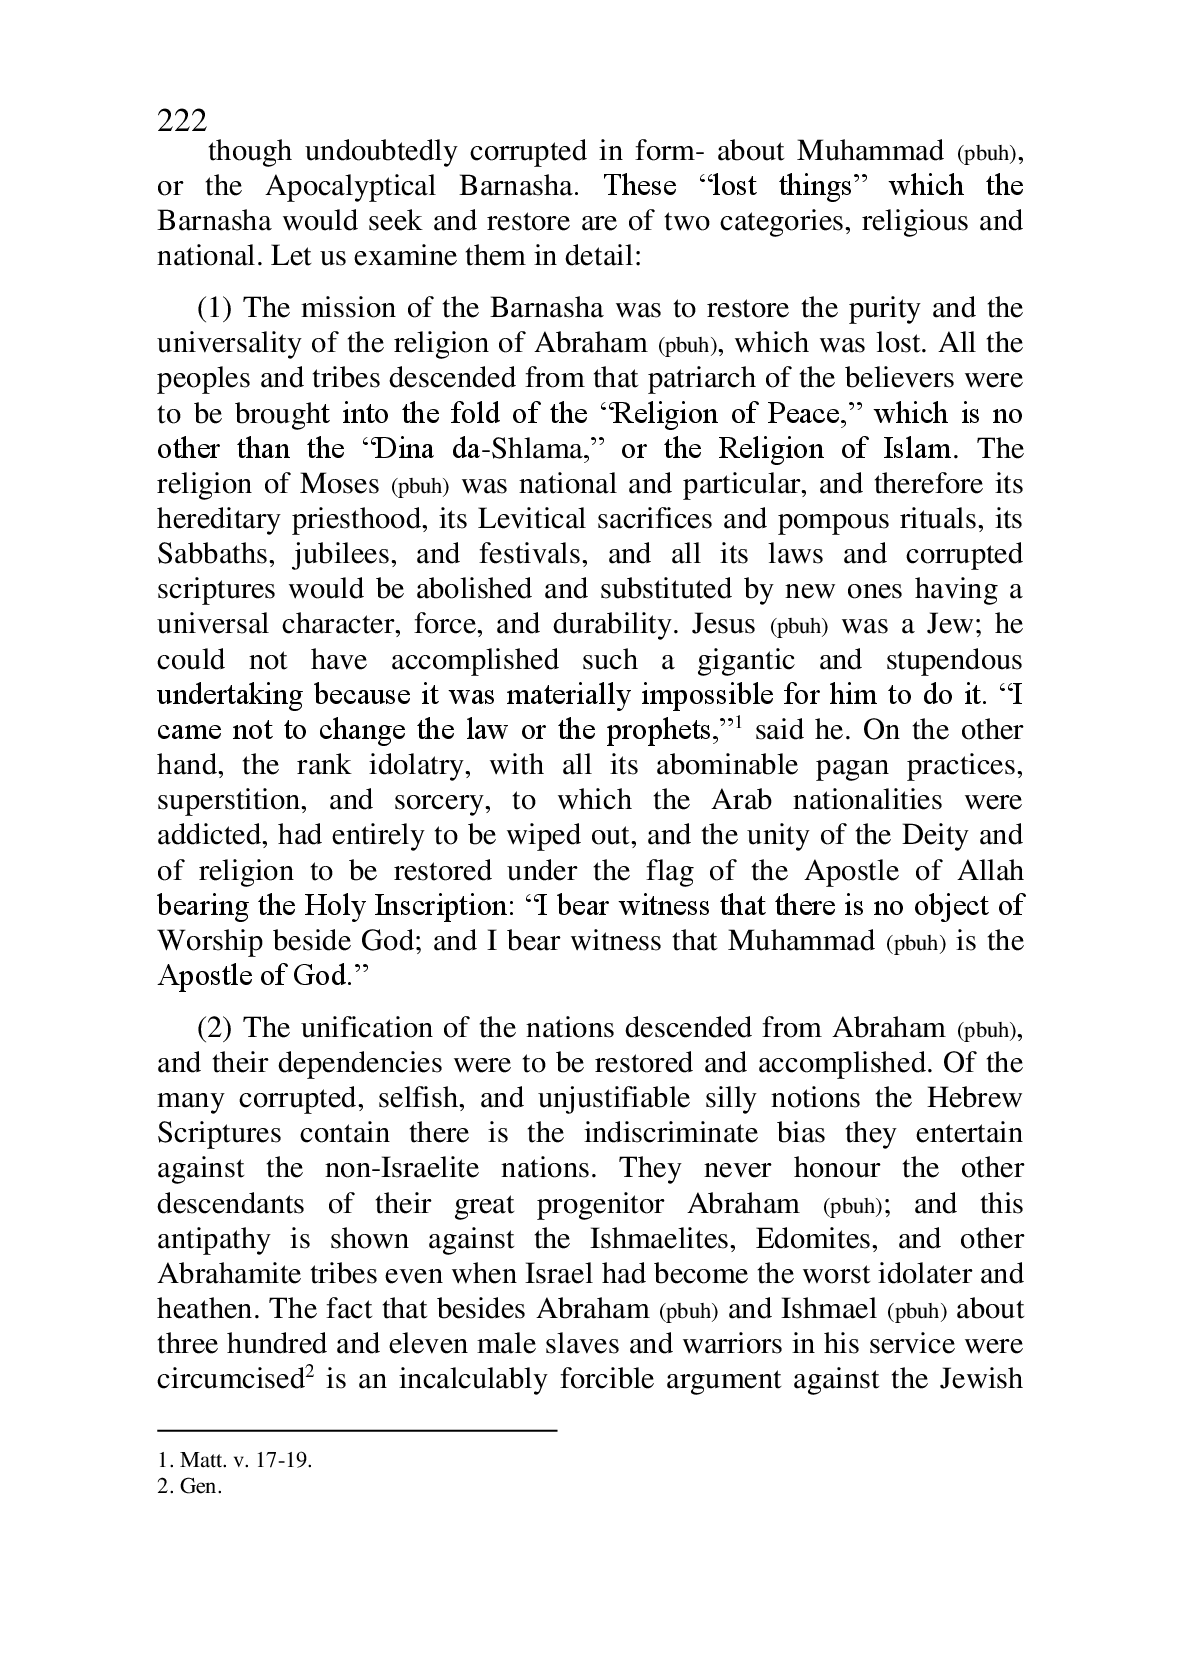 222
though undoubtedly corrupted in form- about Muhammad (pbuh),
or the Apocalyptical Barnasha. These “lost things” which the
Barnasha would seek and restore are of two categories, religious and
national. Let us examine them in detail:
(1) The mission of the Barnasha was to restore the purity and the
universality of the religion of Abraham (pbuh), which was lost. All the
peoples and tribes descended from that patriarch of the believers were
to be brought into the fold of the “Religion of Peace,” which is no
other than the “Dina da-Shlama,” or the Religion of Islam. The
religion of Moses (pbuh) was national and particular, and therefore its
hereditary priesthood, its Levitical sacrifices and pompous rituals, its
Sabbaths, jubilees, and festivals, and all its laws and corrupted
scriptures would be abolished and substituted by new ones having a
universal character, force, and durability. Jesus (pbuh) was a Jew; he
could not have accomplished such a gigantic and stupendous
undertaking because it was materially impossible for him to do it. “I
came not to change the law or the prophets,”1 said he. On the other
hand, the rank idolatry, with all its abominable pagan practices,
superstition, and sorcery, to which the Arab nationalities were
addicted, had entirely to be wiped out, and the unity of the Deity and
of religion to be restored under the flag of the Apostle of Allah
bearing the Holy Inscription: “I bear witness that there is no object of
Worship beside God; and I bear witness that Muhammad (pbuh) is the
Apostle of God.”
(2) The unification of the nations descended from Abraham (pbuh),
and their dependencies were to be restored and accomplished. Of the
many corrupted, selfish, and unjustifiable silly notions the Hebrew
Scriptures contain there is the indiscriminate bias they entertain
against the non-Israelite nations. They never honour the other
descendants of their great progenitor Abraham (pbuh); and this
antipathy is shown against the Ishmaelites, Edomites, and other
Abrahamite tribes even when Israel had become the worst idolater and
heathen. The fact that besides Abraham (pbuh) and Ishmael (pbuh) about
three hundred and eleven male slaves and warriors in his service were
circumcised2 is an incalculably forcible argument against the Jewish
1. Matt. v. 17-19.
2. Gen.